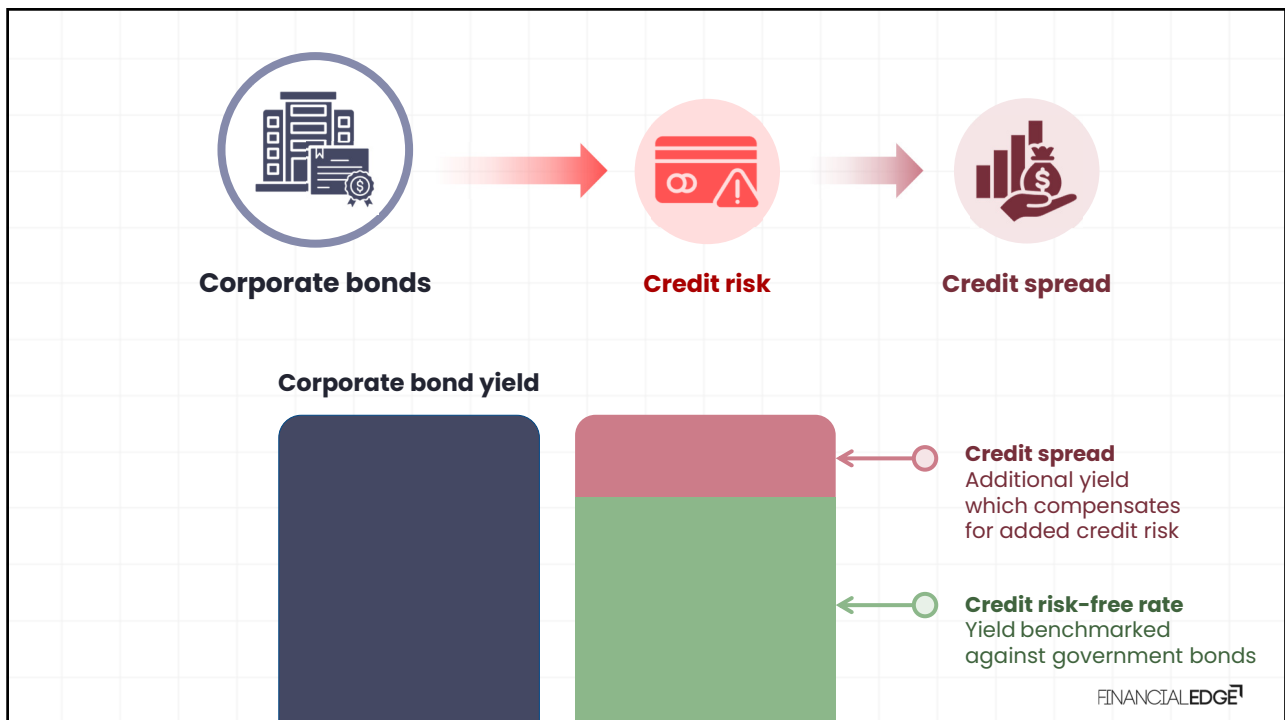 Corporate bonds
Credit risk
Credit spread
Corporate bond yield
Credit spread
Additional yield
which compensates
for added credit risk
Credit risk-free rate
Yield benchmarked
against government bonds
FINANCIALEDGE